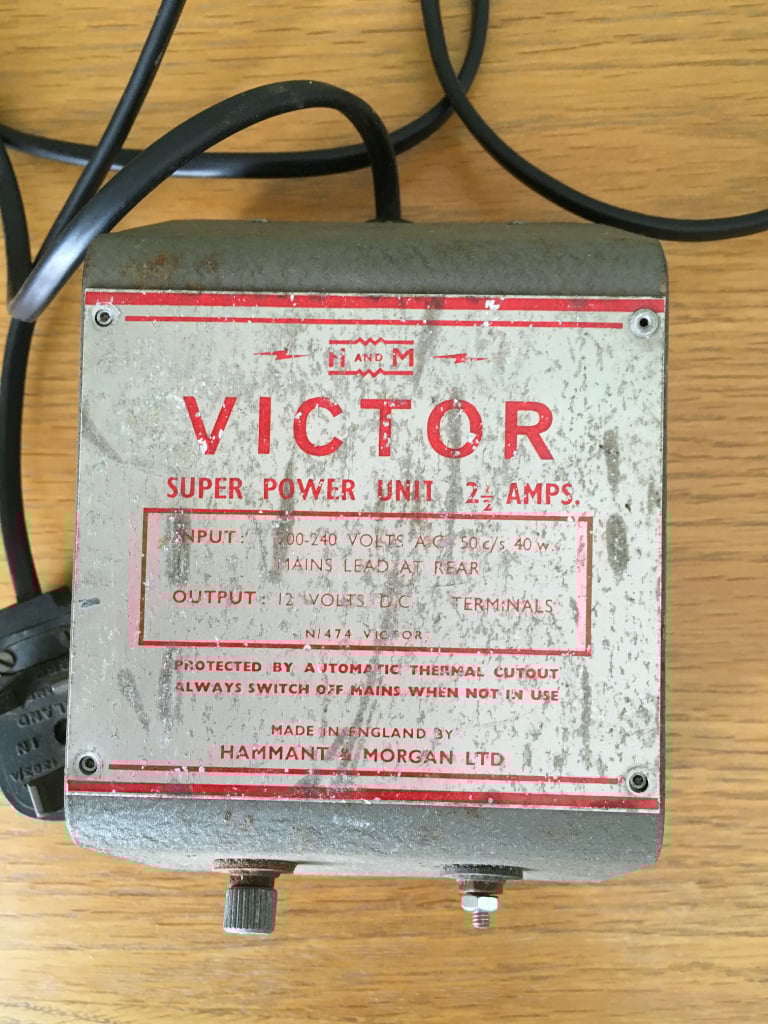 H AND M
VICTOR
SUPER POWER UNIT 2½ AMPS.
INPUT: 200-240 VOLTS A.C. 50 c/s 40 w.
MAINS LEAD AT REAR
OUTPUT: 12 VOLTS D.C. TERMINALS
N/474 VICTOR
PROTECTED BY AUTOMATIC THERMAL CUTOUT
ALWAYS SWITCH OFF MAINS WHEN NOT IN USE
MADE IN ENGLAND BY
HAMMANT & MORGAN LTD
IN